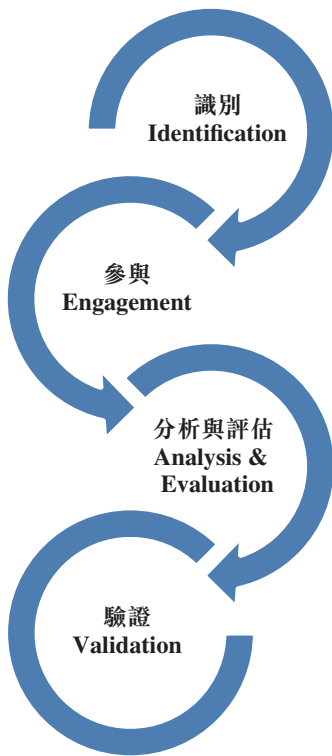 識別
Identification
參與
Engagement
分析與評估
Analysis &
Evaluation
驗證
Validation